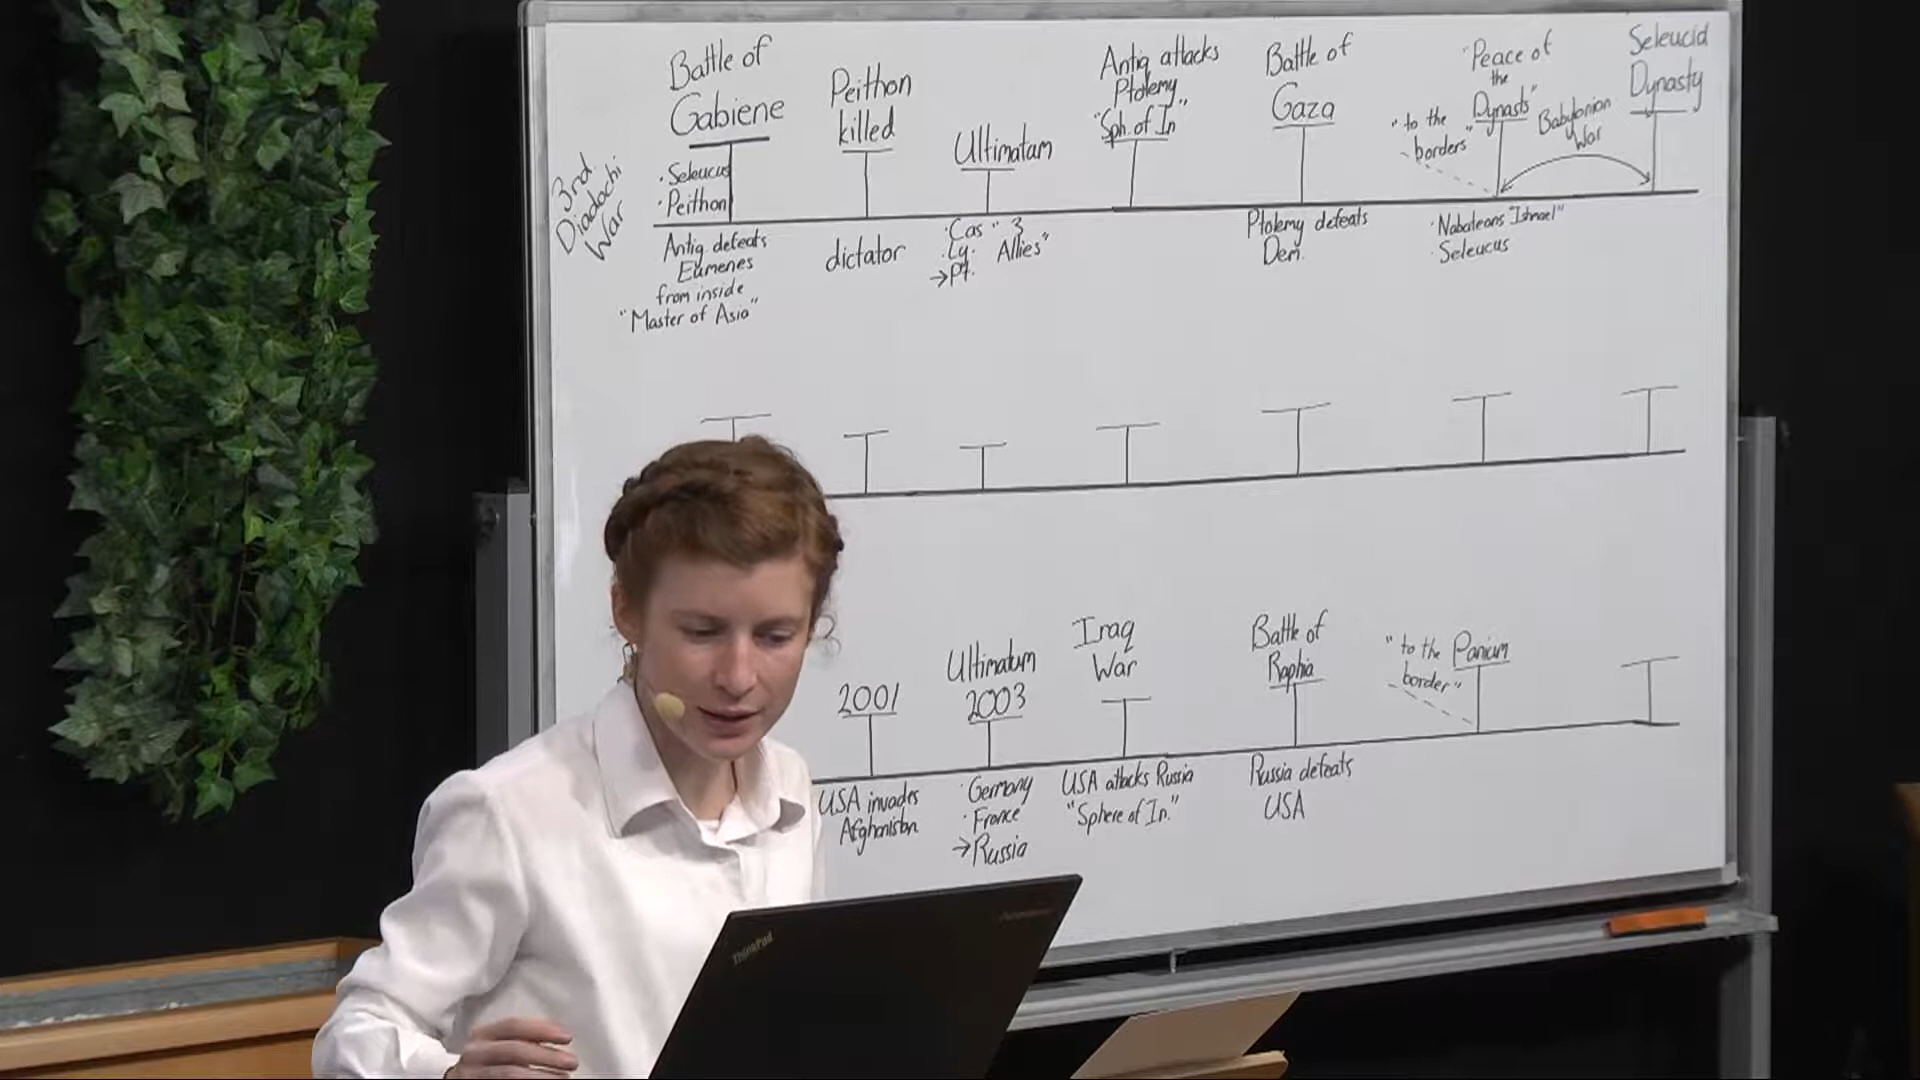 3rd
Diadochi
War
Battle of
Gabiene
· Seleucus
· Peithon
Antig. defeats
Eumenes
from inside
"Master of Asia"
Peithon
killed
dictator
Ultimatam
· Cas " 3
· Ly. Allies"
→ Pt.
Antig attacks
Ptolemy
"Sph. of In"
Battle of
Gaza
Ptolemy defeats
Dem.
"to the
borders"
"Peace of
the
Dynasts"
· Nabateans "Ishmael"
· Seleucus
Babylonian
War
Seleucid
Dynasty
2001
USA invades
Afghanistan
Ultimatum
2003
· Germany
· France
→ Russia
Iraq
War
USA attacks Russia
"Sphere of In."
Battle of
Raphia
Russia defeats
USA
"to the
border"
Panium
ThinkPad